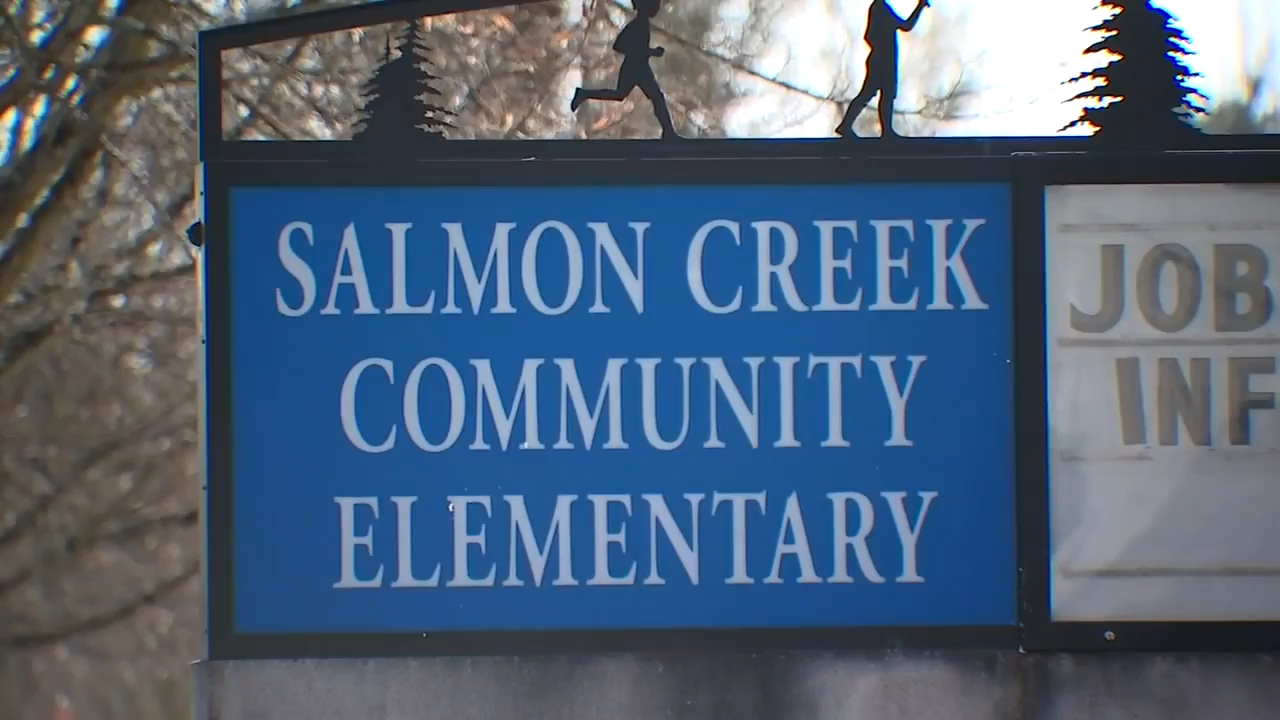 SALMON CREEK
COMMUNITY
ELEMENTARY
JOB
INF